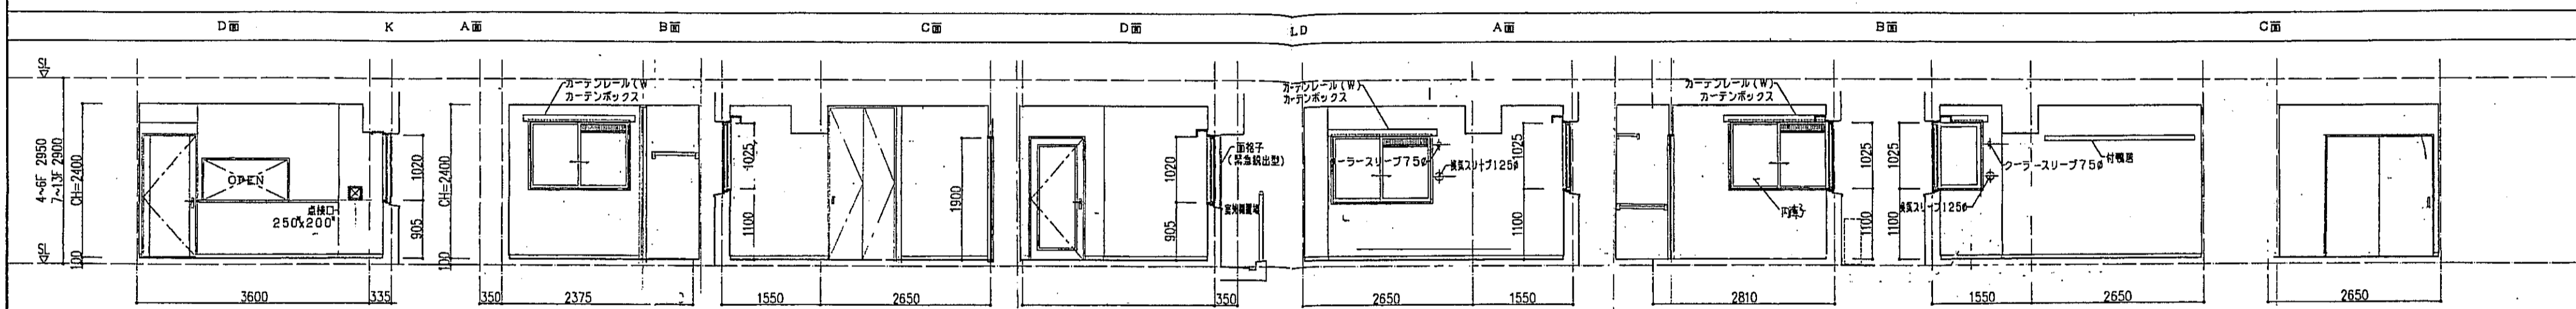 D面 K A面 B面 C面 D面 LD A面 B面 C面
SL
カーテンレール(W
カーテンボックス
カーテンレール(W)
カーテンボックス
カーテンレール(W)
カーテンボックス
4~6F 2950
7~13F 2900
CH=2400
OPEN
点検口
250×200
1020
905
CH=2400
1025
1100
1900
1020
905
面格子
(緊急脱出型)
クーラースリーブ75φ
換気スリーブ125φ
1025
1100
内障子
1025
1100
1025
1100
クーラースリーブ75φ
換気スリーブ125φ
付鴨居
SL
100
100
3600 335 350 2375 1550 2650 350 2650 1550 2810 1550 2650 2650